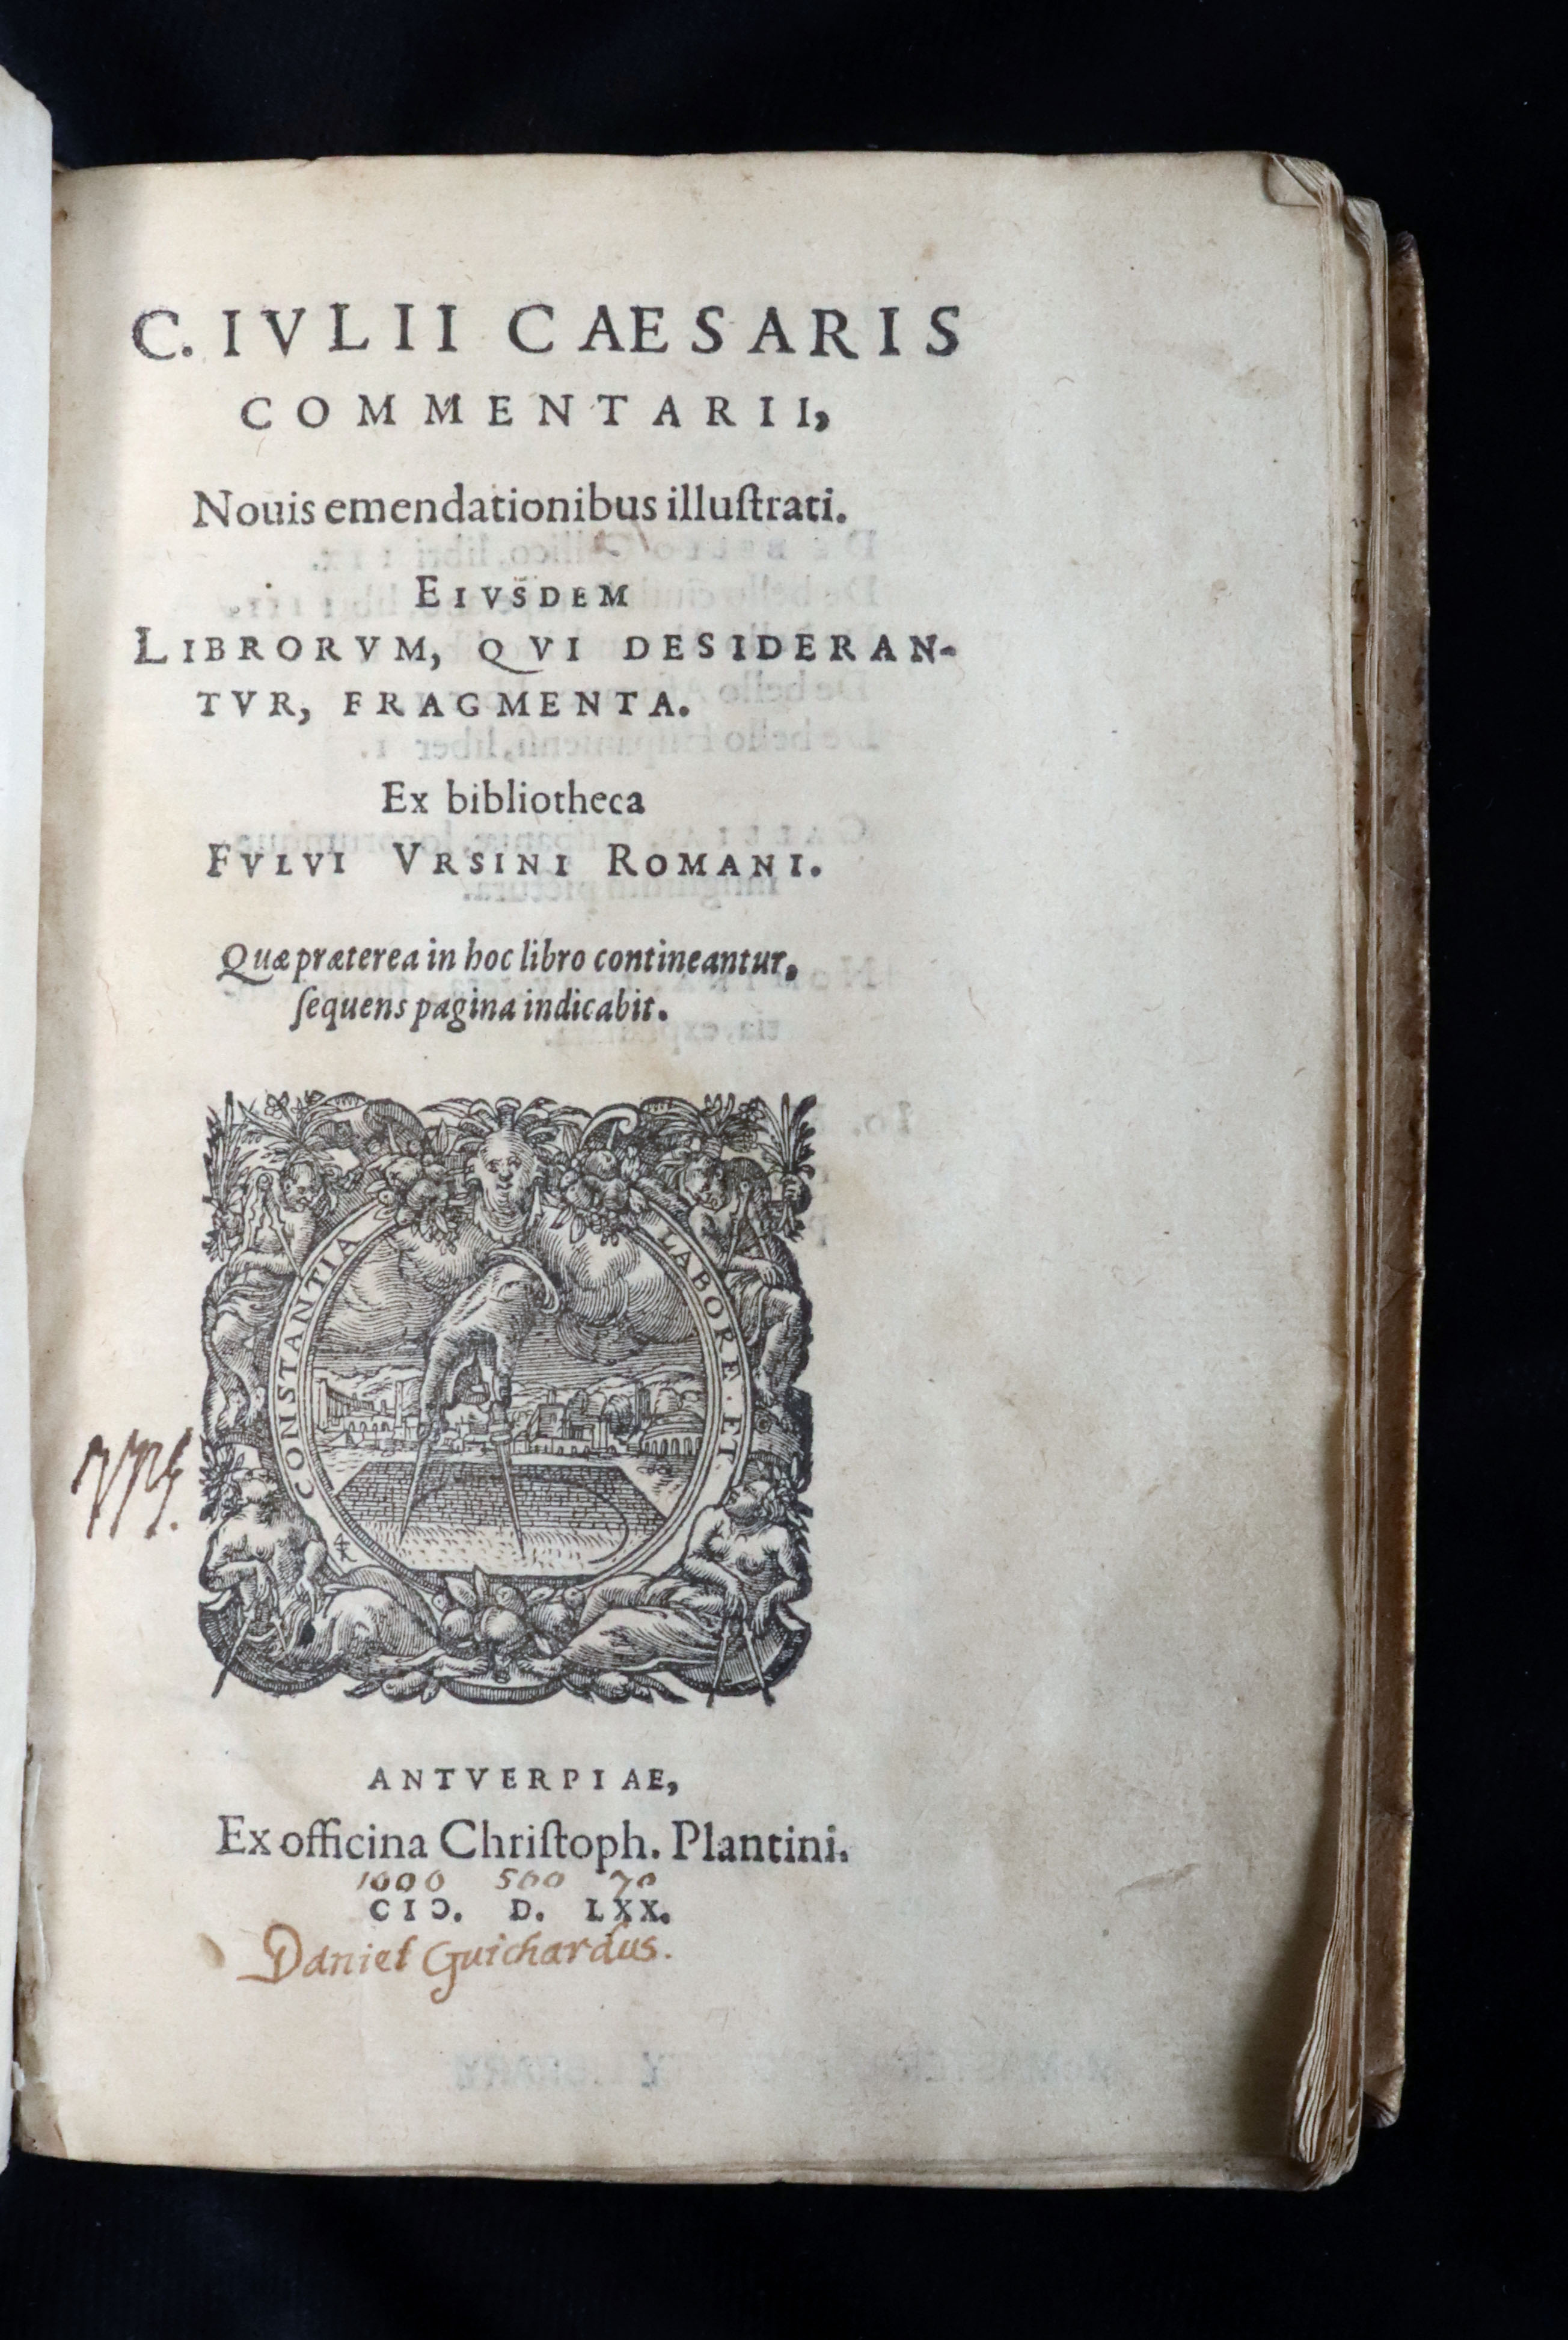 C. IVLII CAESARIS
COMMENTARII,
Nouis emendationibus illuſtrati.
EIVSDEM
LIBRORVM, QVI DESIDERAN-
TVR, FRAGMENTA.
Ex bibliotheca
FVLVI VRSINI ROMANI.
Quæ præterea in hoc libro contineantur,
ſequens pagina indicabit.
CONSTANTIA
LABORE · ET
ANTVERPIAE,
Ex officina Chriſtoph. Plantini.
1000 500 70
CIↃ. D. LXX.
Daniel Guichardus.